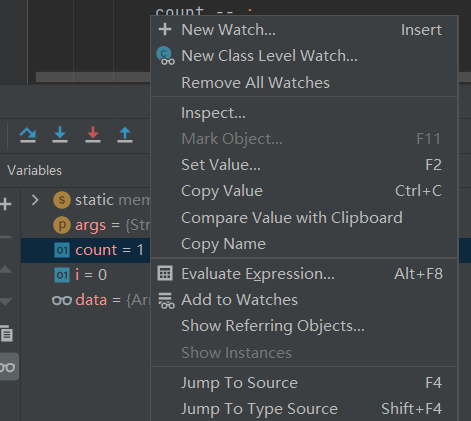 count
New Watch... Insert
New Class Level Watch...
Remove All Watches
Inspect...
Mark Object... F11
Variables
Set Value... F2
static mem
Copy Value Ctrl+C
args = {Str
Compare Value with Clipboard
count = 1
Copy Name
i = 0
Evaluate Expression... Alt+F8
data = {Arr
Add to Watches
Show Referring Objects...
Show Instances
Jump To Source F4
Jump To Type Source Shift+F4